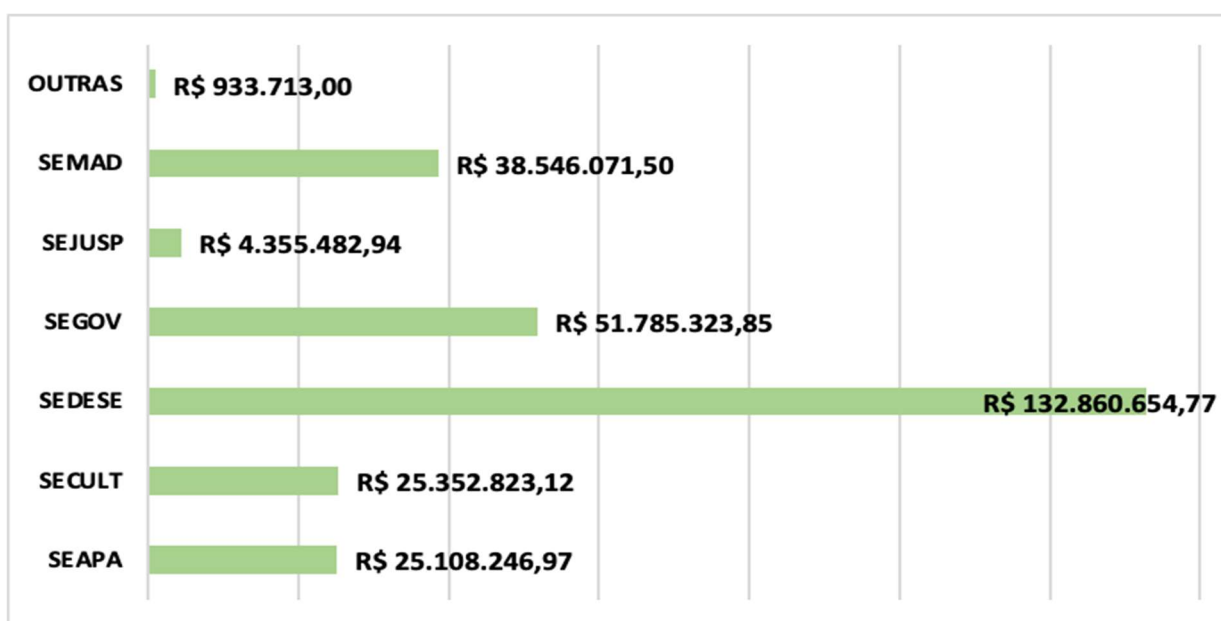 OUTRAS R$ 933.713,00
SEMAD R$ 38.546.071,50
SEJUSP R$ 4.355.482,94
SEGOV R$ 51.785.323,85
SEDESE R$ 132.860.654,77
SECULT R$ 25.352.823,12
SEAPA R$ 25.108.246,97